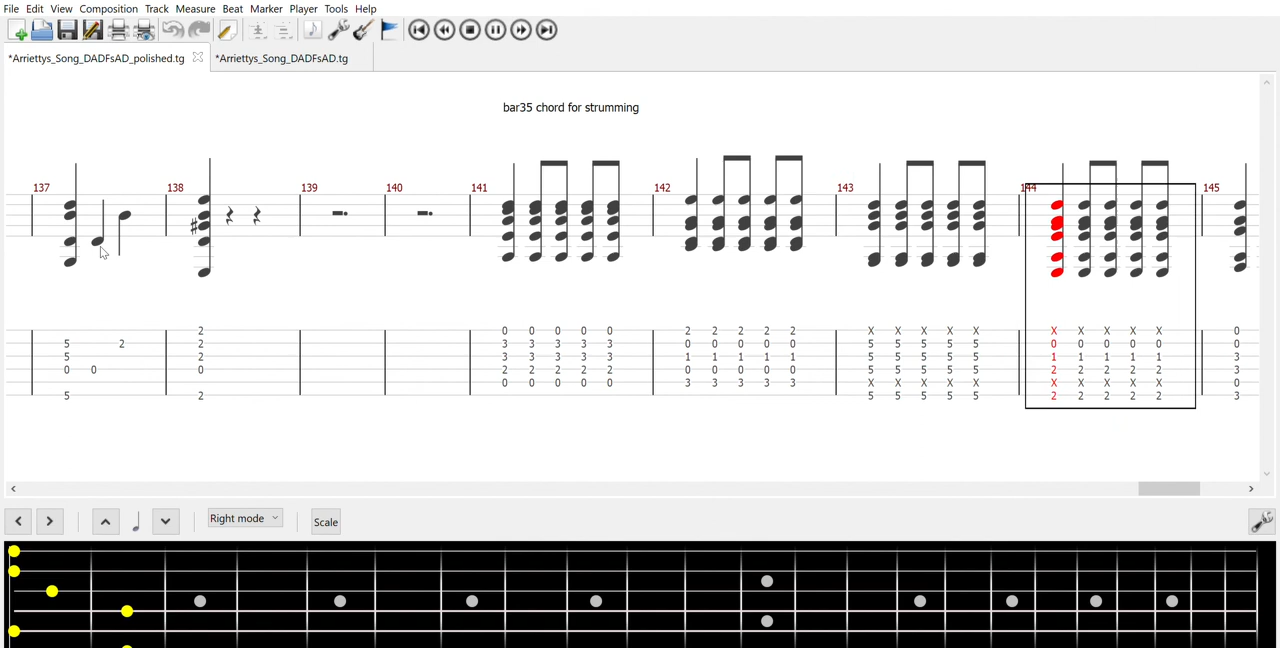 File Edit View Composition Track Measure Beat Marker Player Tools Help
*Arriettys_Song_DADFsAD_polished.tg *Arriettys_Song_DADFsAD.tg
bar35 chord for strumming
137 138 139 140 141 142 143 144 145
2 0 0 0 0 0 2 2 2 2 2 X X X X X X X X X X 0
5 2 2 3 3 3 3 3 0 0 0 0 0 5 5 5 5 5 0 0 0 0 0 0
5 2 3 3 3 3 3 1 1 1 1 1 5 5 5 5 5 1 1 1 1 1 3
0 0 0 2 2 2 2 2 0 0 0 0 0 5 5 5 5 5 2 2 2 2 2 3
0 0 0 0 0 3 3 3 3 3 X X X X X X X X X X 0
5 2 5 5 5 5 5 2 2 2 2 2 3
Right mode Scale